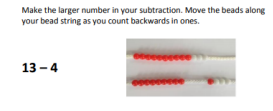 Make the larger number in your subtraction. Move the beads along
your bead string as you count backwards in ones.
13 – 4